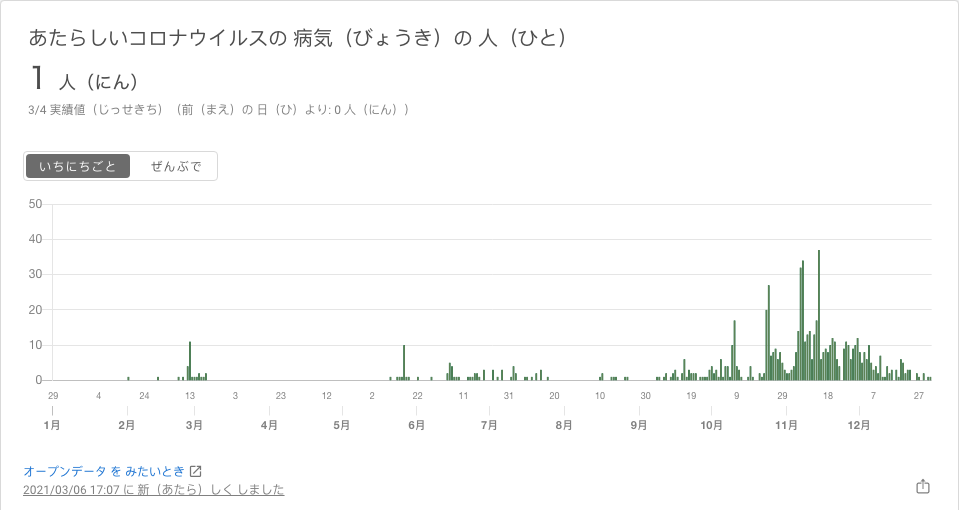 あたらしいコロナウイルスの 病気（びょうき）の 人（ひと）
1 人（にん）
3/4 実績値（じっせきち）（前（まえ）の 日（ひ）より: 0 人（にん））
いちにちごと ぜんぶで
50
40
30
20
10
0
29 4 24 13 3 23 12 2 22 11 31 20 10 30 19 9 29 18 7 27
1月 2月 3月 4月 5月 6月 7月 8月 9月 10月 11月 12月
オープンデータ を みたいとき
2021/03/06 17:07 に 新（あたら）しく しました